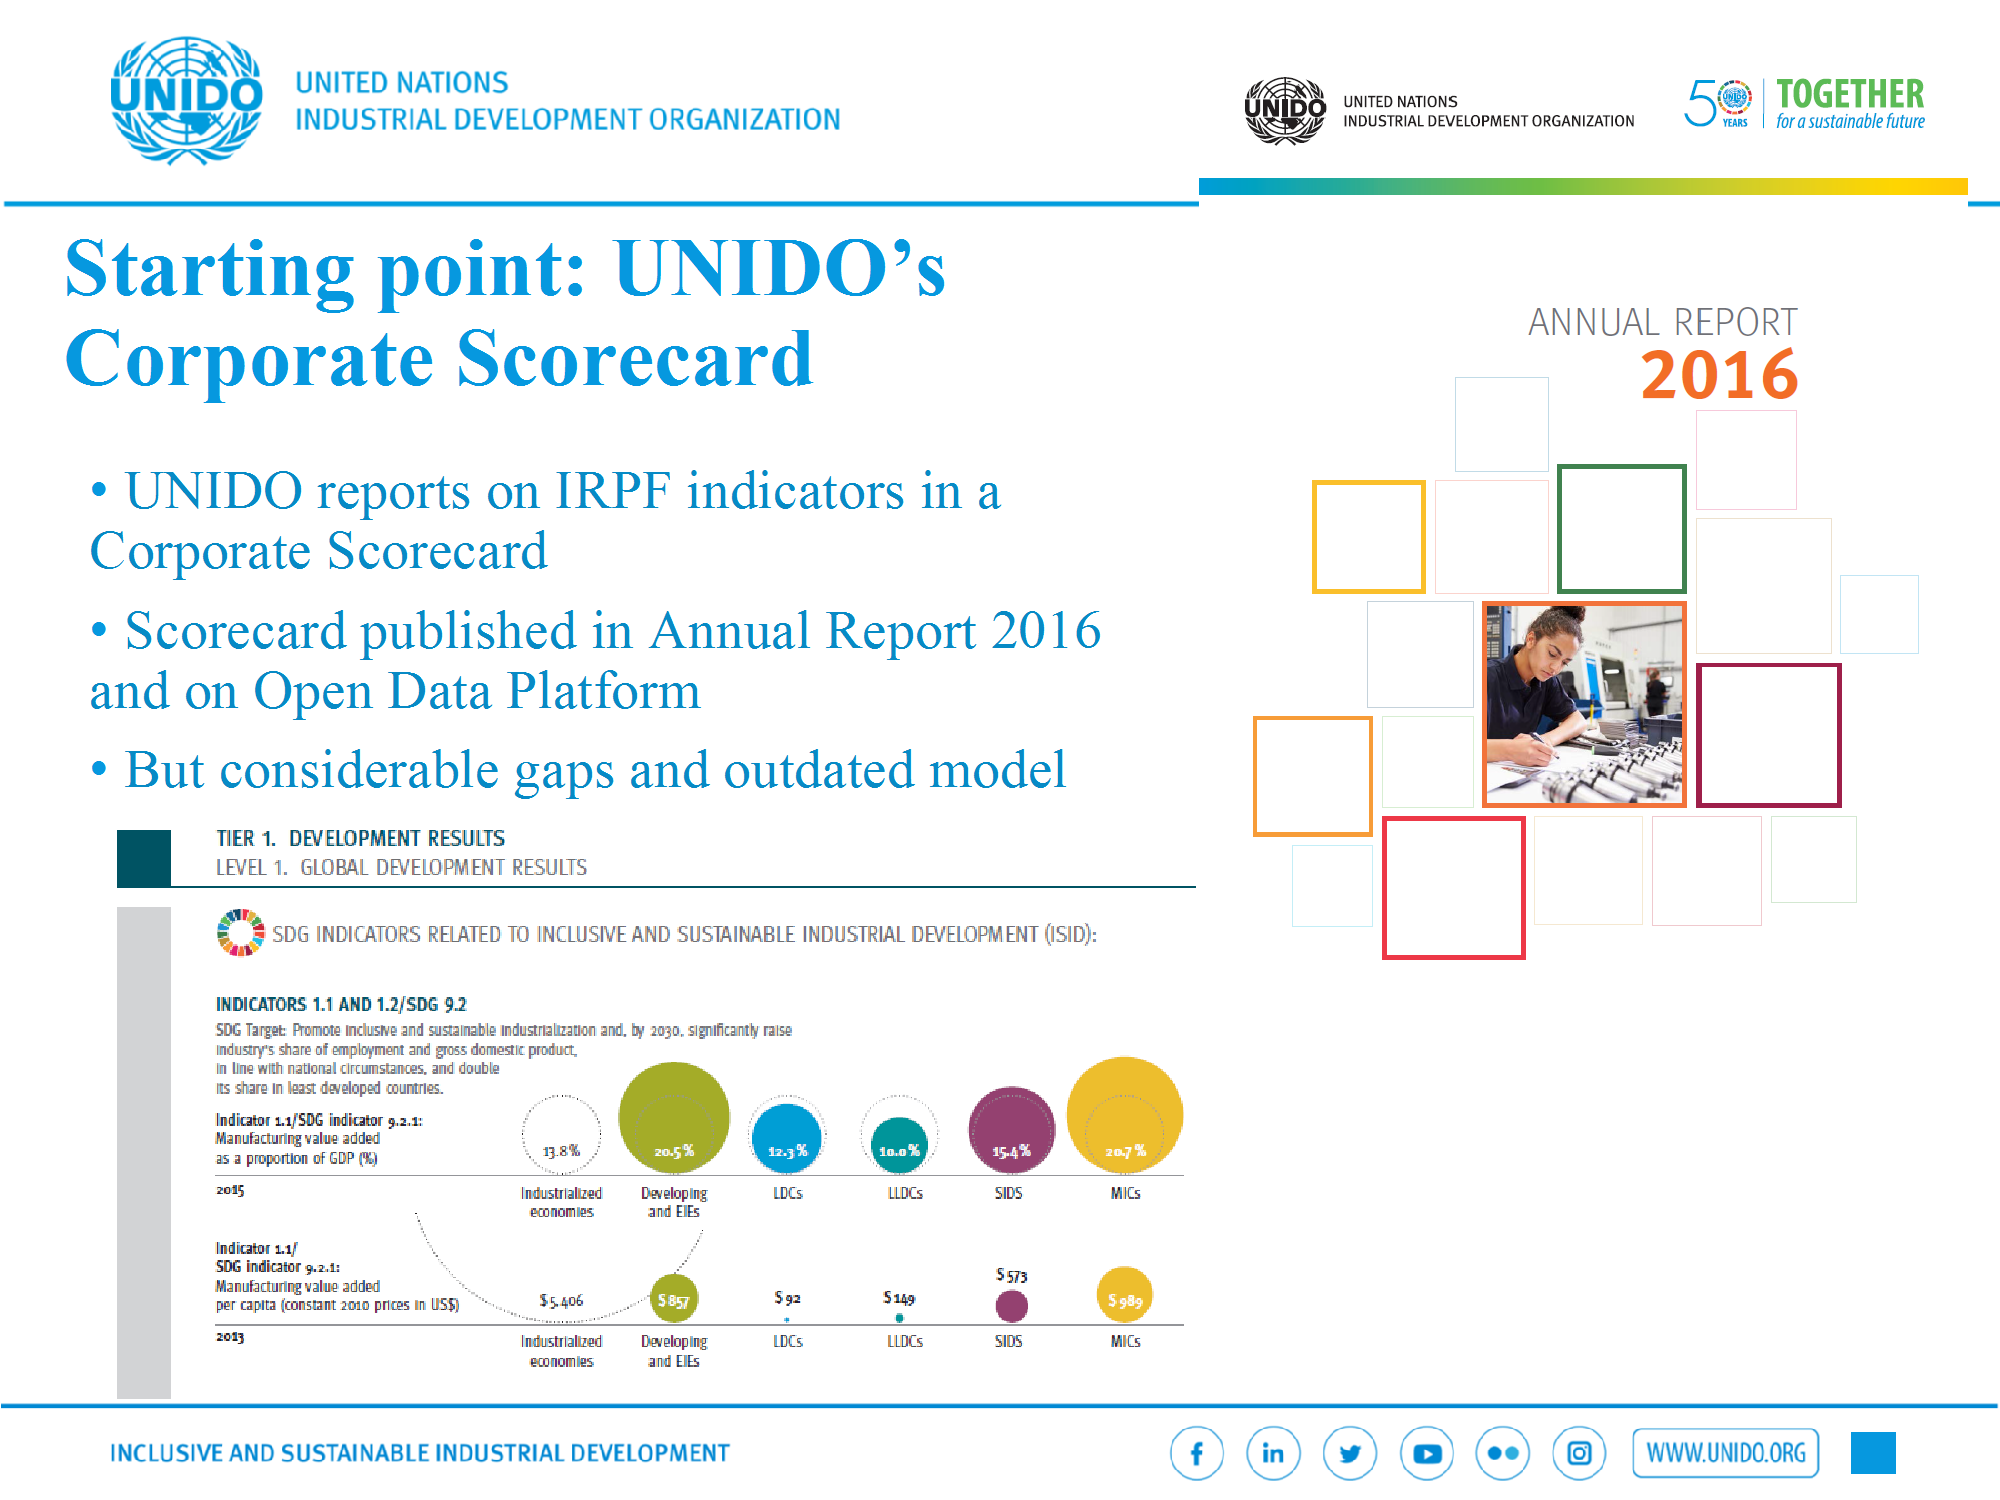 UNIDO
UNITED NATIONS
INDUSTRIAL DEVELOPMENT ORGANIZATION
UNIDO
UNITED NATIONS
INDUSTRIAL DEVELOPMENT ORGANIZATION
50 YEARS
TOGETHER
for a sustainable future
Starting point: UNIDO’s
Corporate Scorecard
ANNUAL REPORT
2016
• UNIDO reports on IRPF indicators in a
Corporate Scorecard
• Scorecard published in Annual Report 2016
and on Open Data Platform
• But considerable gaps and outdated model
TIER 1. DEVELOPMENT RESULTS
LEVEL 1. GLOBAL DEVELOPMENT RESULTS
SDG INDICATORS RELATED TO INCLUSIVE AND SUSTAINABLE INDUSTRIAL DEVELOPMENT (ISID):
INDICATORS 1.1 AND 1.2/SDG 9.2
SDG Target: Promote inclusive and sustainable industrialization and, by 2030, significantly raise
industry's share of employment and gross domestic product,
in line with national circumstances, and double
its share in least developed countries.
Indicator 1.1/SDG indicator 9.2.1:
Manufacturing value added
as a proportion of GDP (%)
13.8% 20.5% 12.3% 10.0% 15.4% 20.7%
2015
Industrialized economies
Developing and EIEs
LDCs
LLDCs
SIDS
MICs
Indicator 1.1/
SDG indicator 9.2.1:
Manufacturing value added
per capita (constant 2010 prices in US$)
$5.406 $857 $92 $149 $573 $989
2013
Industrialized economies
Developing and EIEs
LDCs
LLDCs
SIDS
MICs
INCLUSIVE AND SUSTAINABLE INDUSTRIAL DEVELOPMENT
WWW.UNIDO.ORG